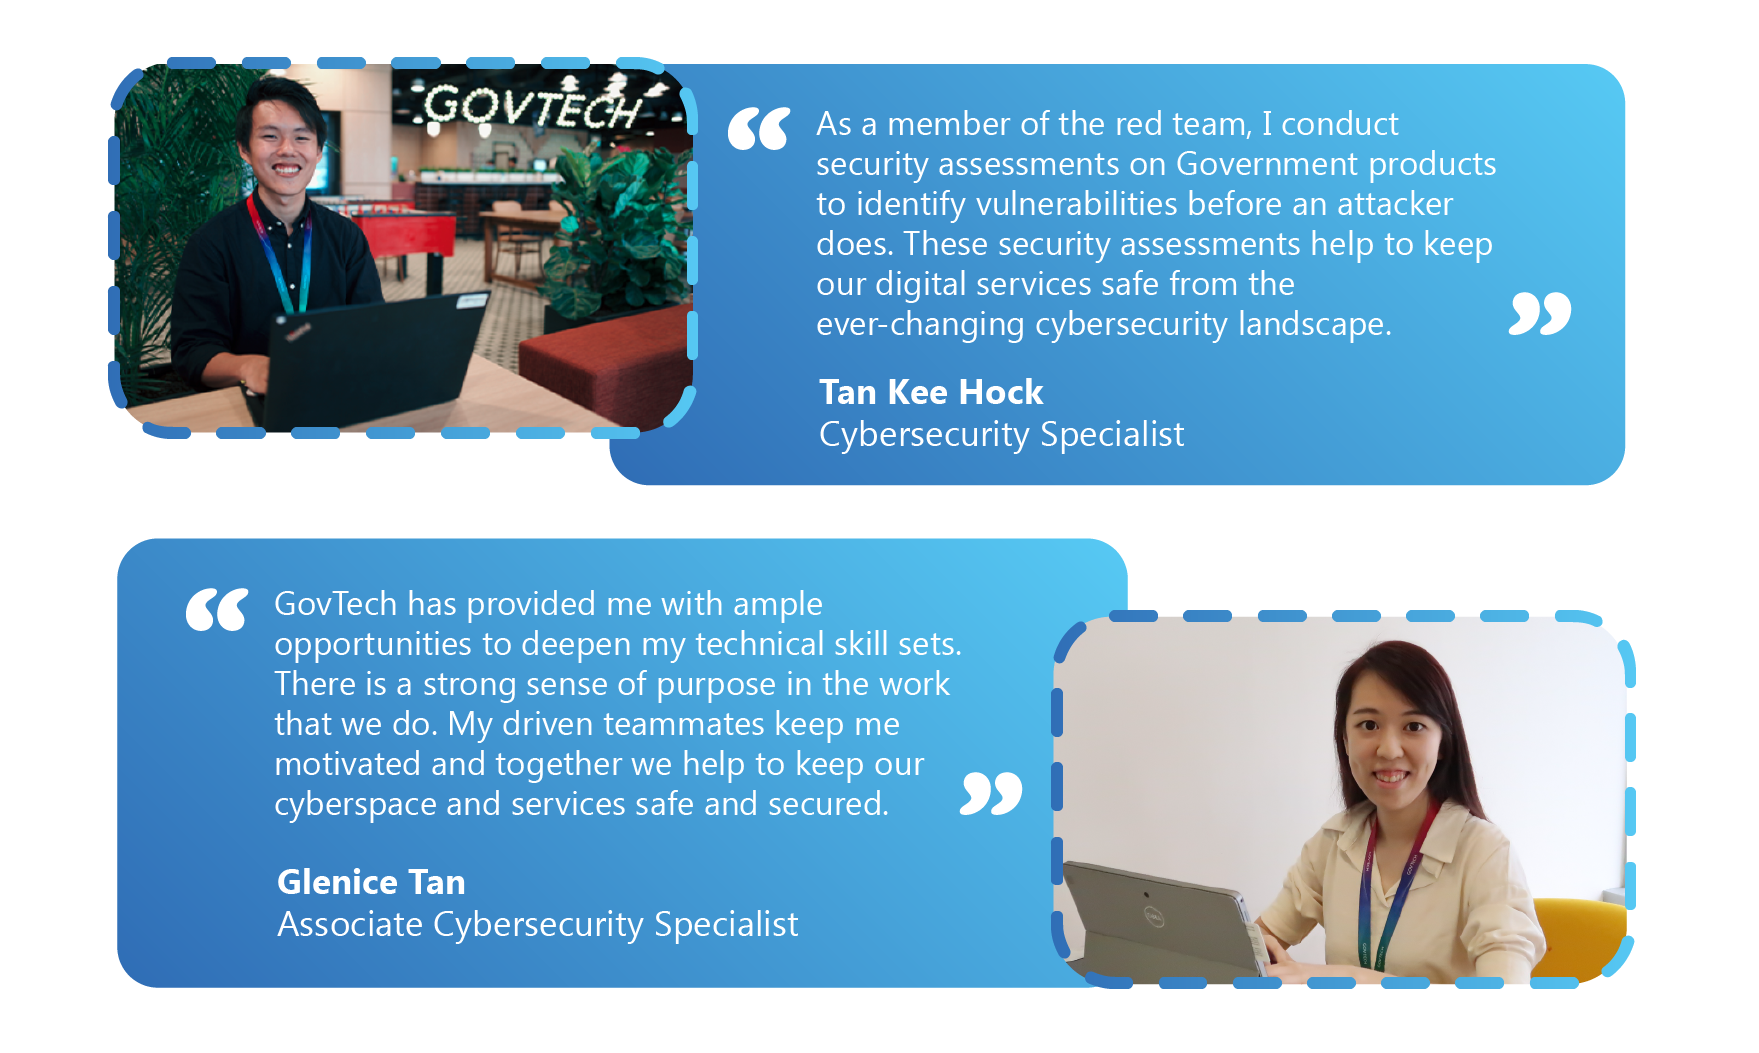 GOVTECH
“ As a member of the red team, I conduct
security assessments on Government products
to identify vulnerabilities before an attacker
does. These security assessments help to keep
our digital services safe from the
ever-changing cybersecurity landscape. ”
Tan Kee Hock
Cybersecurity Specialist
“ GovTech has provided me with ample
opportunities to deepen my technical skill sets.
There is a strong sense of purpose in the work
that we do. My driven teammates keep me
motivated and together we help to keep our
cyberspace and services safe and secured. ”
Glenice Tan
Associate Cybersecurity Specialist
DELL